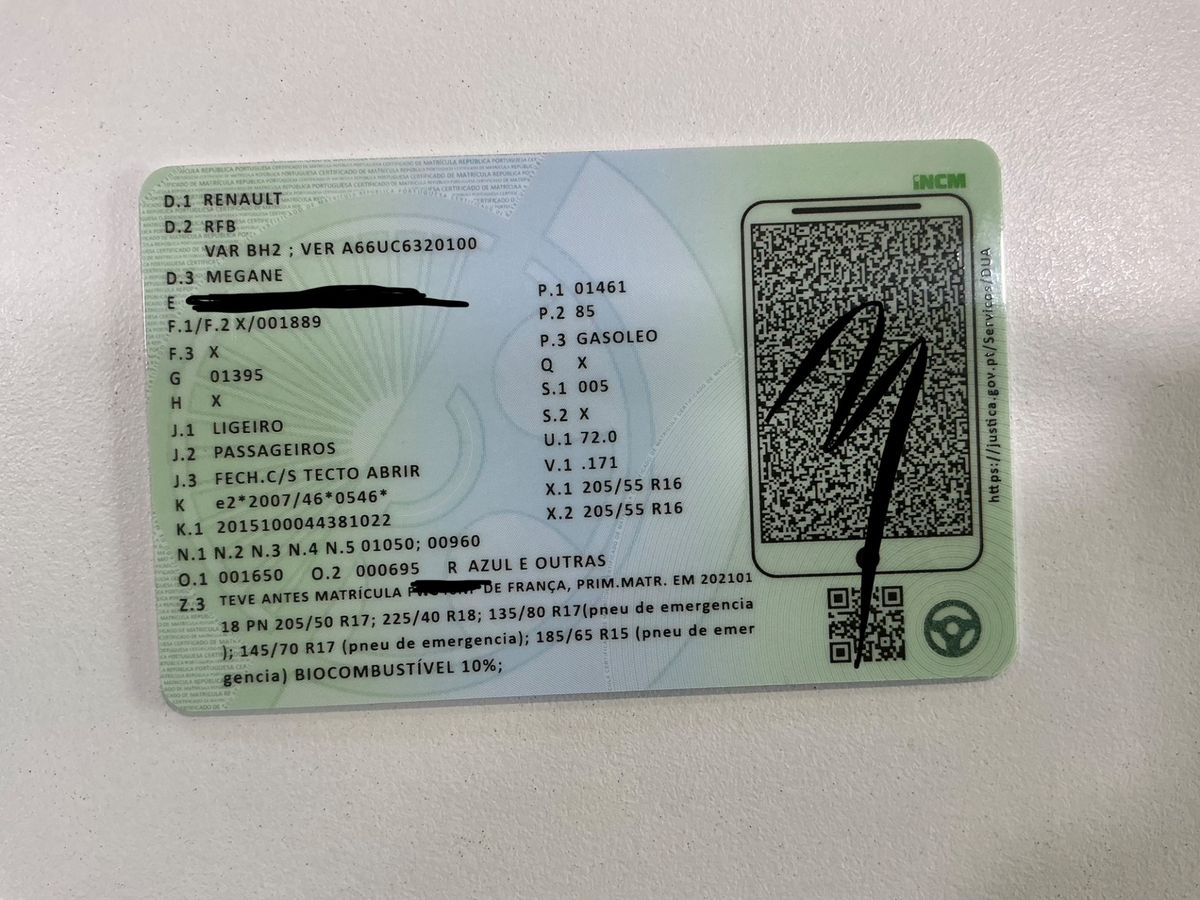 D.1 RENAULT
D.2 RFB
VAR BH2 ; VER A66UC6320100
D.3 MEGANE
E
F.1/F.2 X/001889
F.3 X
G 01395
H X
J.1 LIGEIRO
J.2 PASSAGEIROS
J.3 FECH.C/S TECTO ABRIR
K e2*2007/46*0546*
K.1 2015100044381022
N.1 N.2 N.3 N.4 N.5 01050; 00960
O.1 001650 O.2 000695 R AZUL E OUTRAS
Z.3 TEVE ANTES MATRÍCULA DE FRANÇA, PRIM.MATR. EM 202101
18 PN 205/50 R17; 225/40 R18; 135/80 R17(pneu de emergencia
); 145/70 R17 (pneu de emergencia); 185/65 R15 (pneu de emer
gencia) BIOCOMBUSTÍVEL 10%;
P.1 01461
P.2 85
P.3 GASOLEO
Q X
S.1 005
S.2 X
U.1 72.0
V.1 .171
X.1 205/55 R16
X.2 205/55 R16
INCM
https://justica.gov.pt/Servicos/DUA